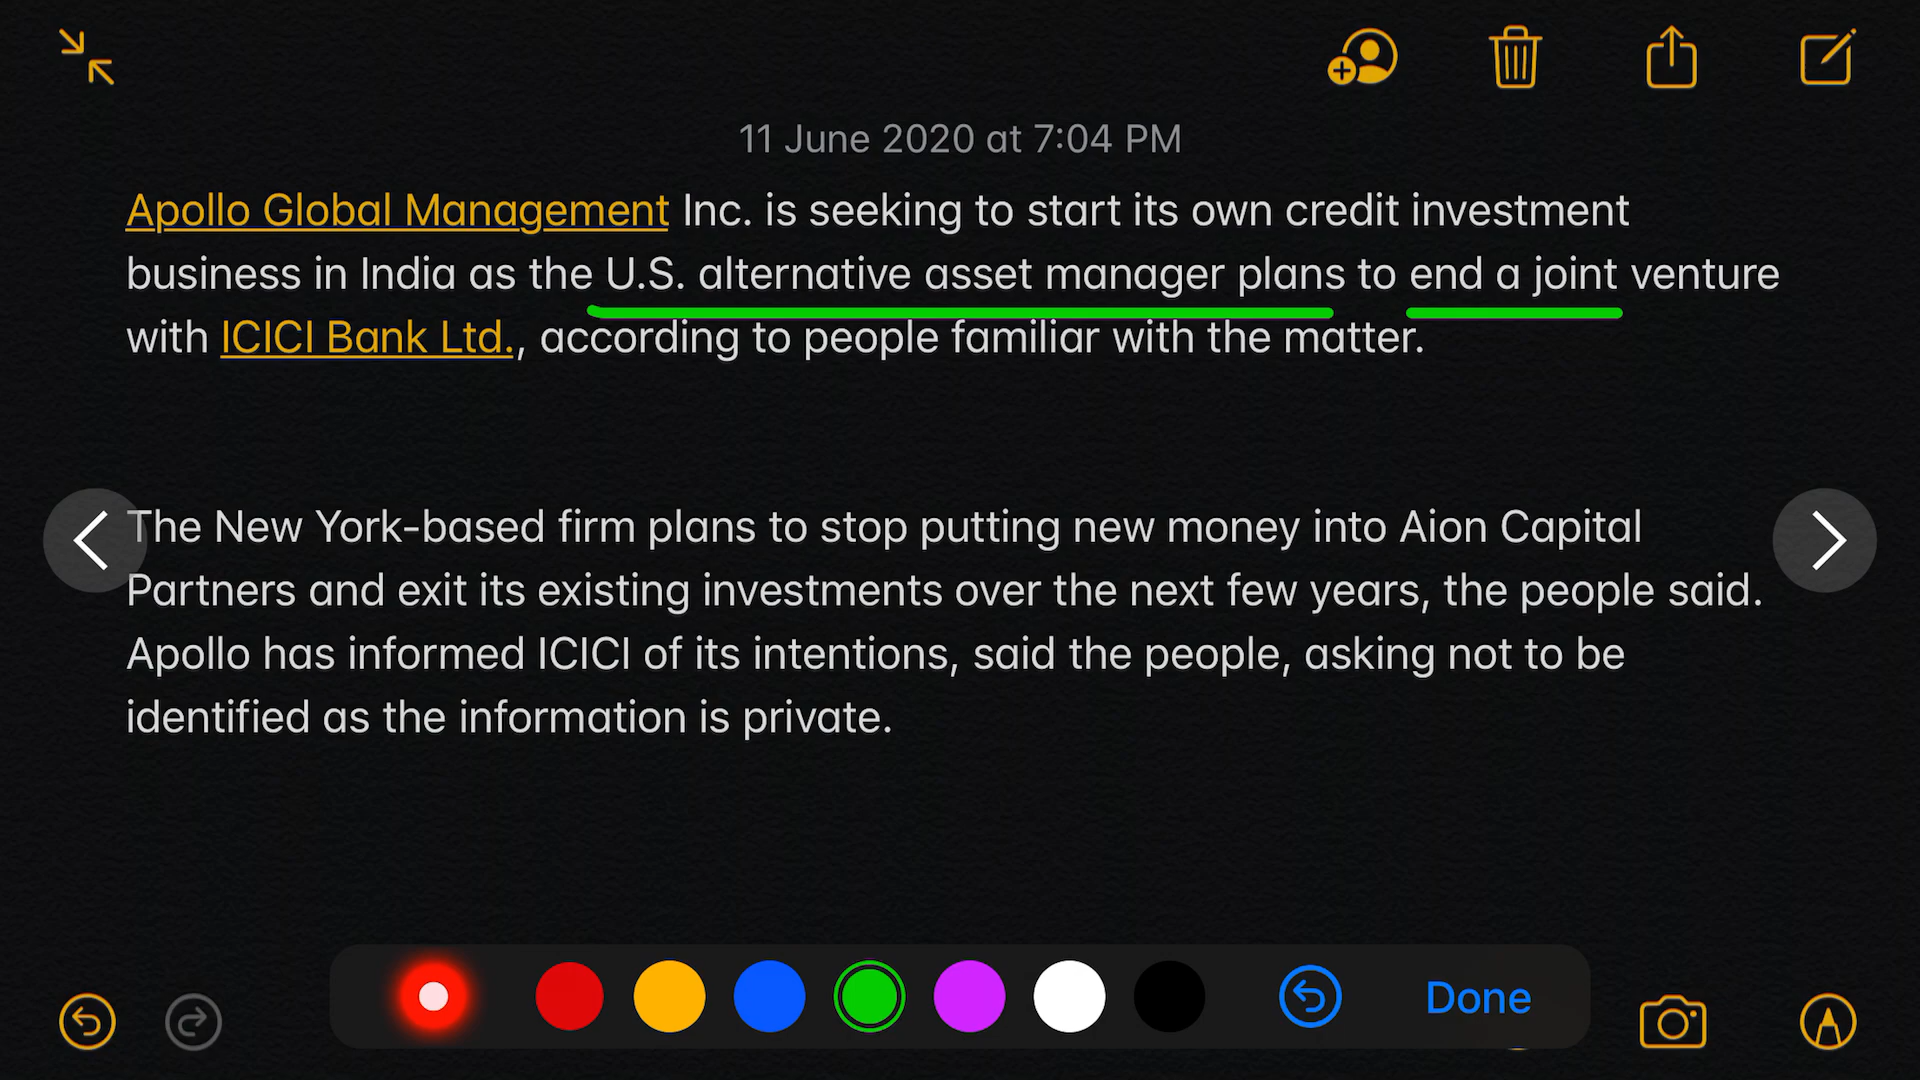 11 June 2020 at 7:04 PM
Apollo Global Management Inc. is seeking to start its own credit investment
business in India as the U.S. alternative asset manager plans to end a joint venture
with ICICI Bank Ltd., according to people familiar with the matter.
The New York-based firm plans to stop putting new money into Aion Capital
Partners and exit its existing investments over the next few years, the people said.
Apollo has informed ICICI of its intentions, said the people, asking not to be
identified as the information is private.
Done